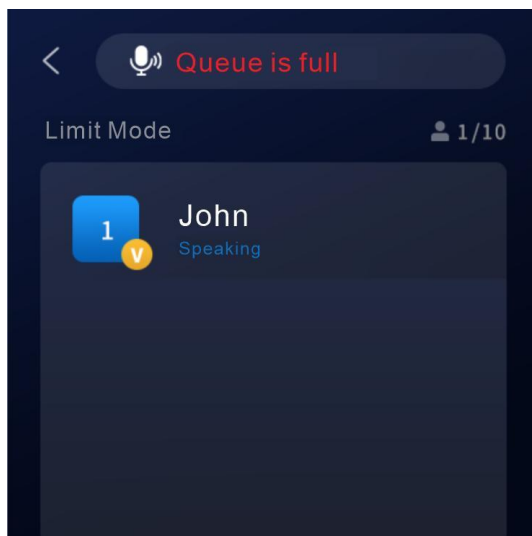 Queue is full
Limit Mode
1/10
1
V
John
Speaking